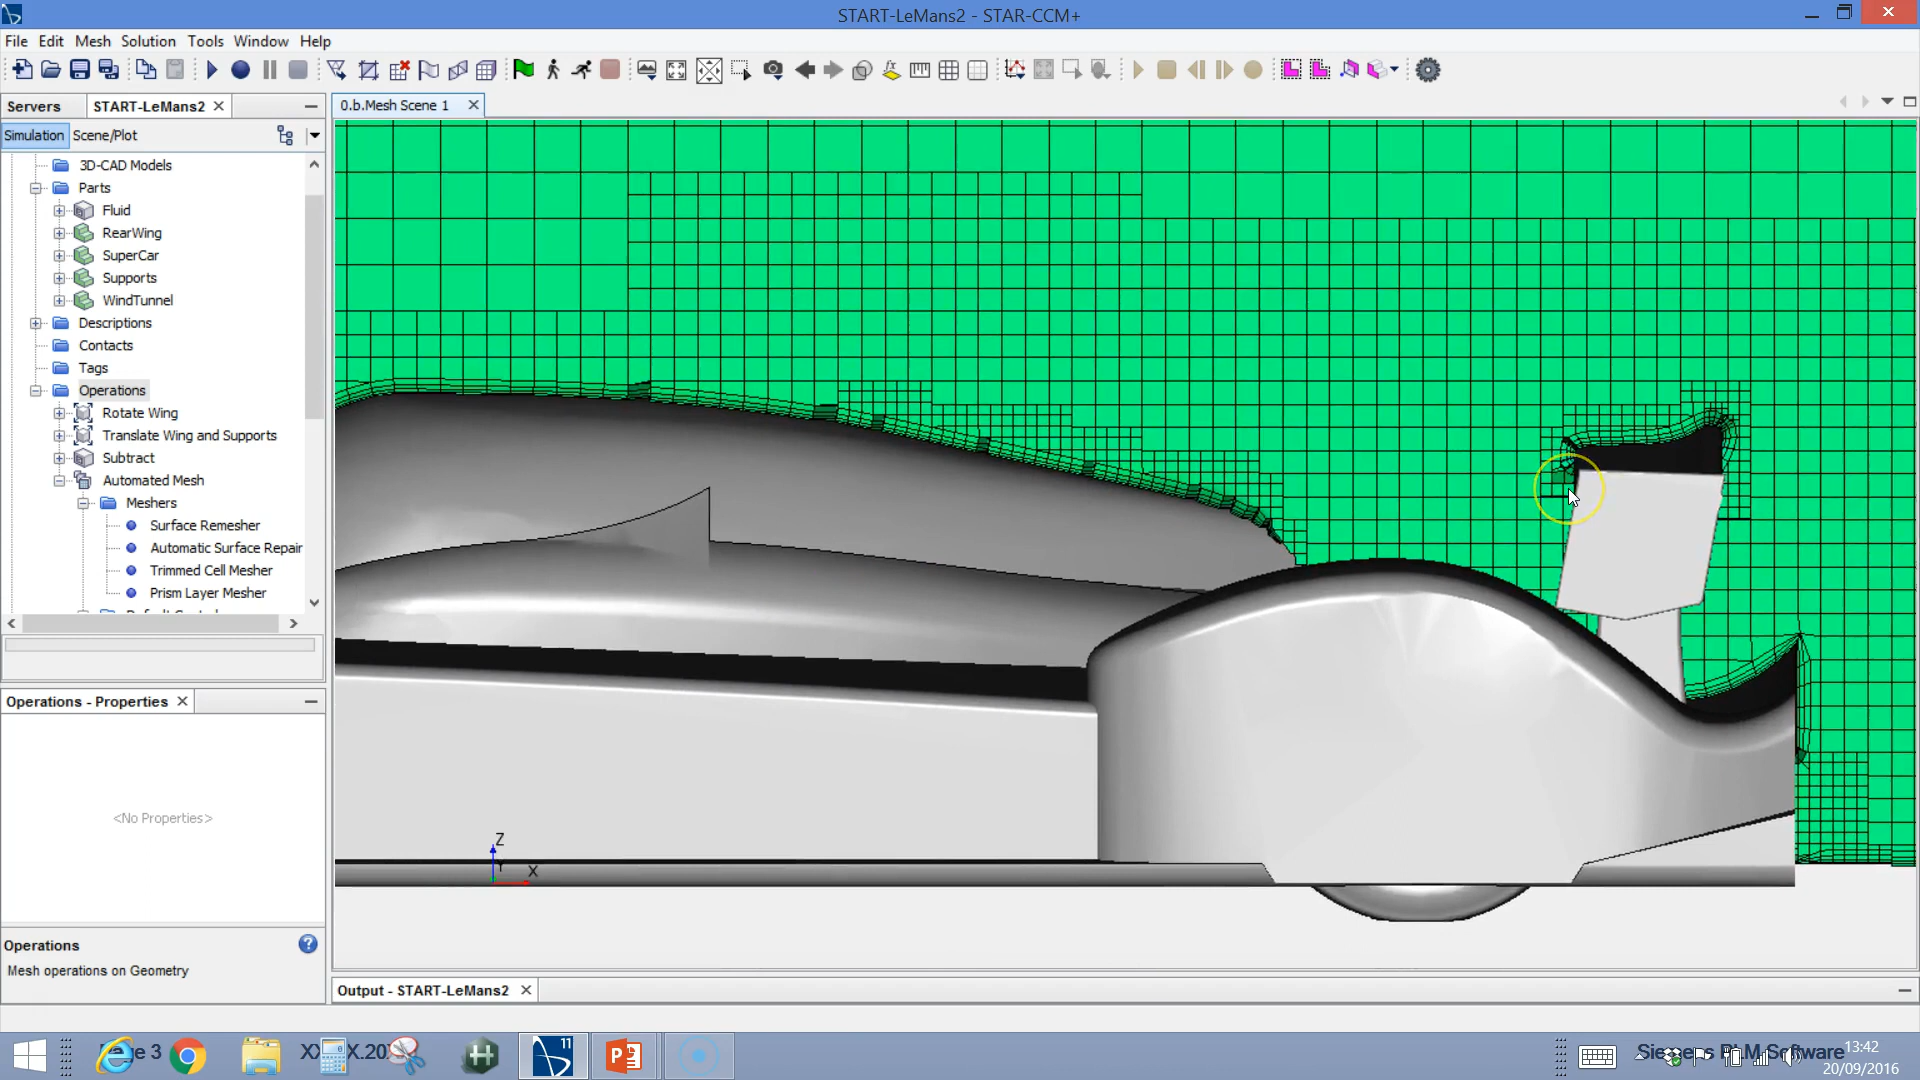 START-LeMans2 - STAR-CCM+
File Edit Mesh Solution Tools Window Help
Servers START-LeMans2
0.b.Mesh Scene 1
Simulation Scene/Plot
3D-CAD Models
Parts
Fluid
RearWing
SuperCar
Supports
WindTunnel
Descriptions
Contacts
Tags
Operations
Rotate Wing
Translate Wing and Supports
Subtract
Automated Mesh
Meshers
Surface Remesher
Automatic Surface Repair
Trimmed Cell Mesher
Prism Layer Mesher
Operations - Properties
<No Properties>
Operations
Mesh operations on Geometry
Z
Y
X
Output - START-LeMans2
11
Siemens PLM Software
13:42
20/09/2016